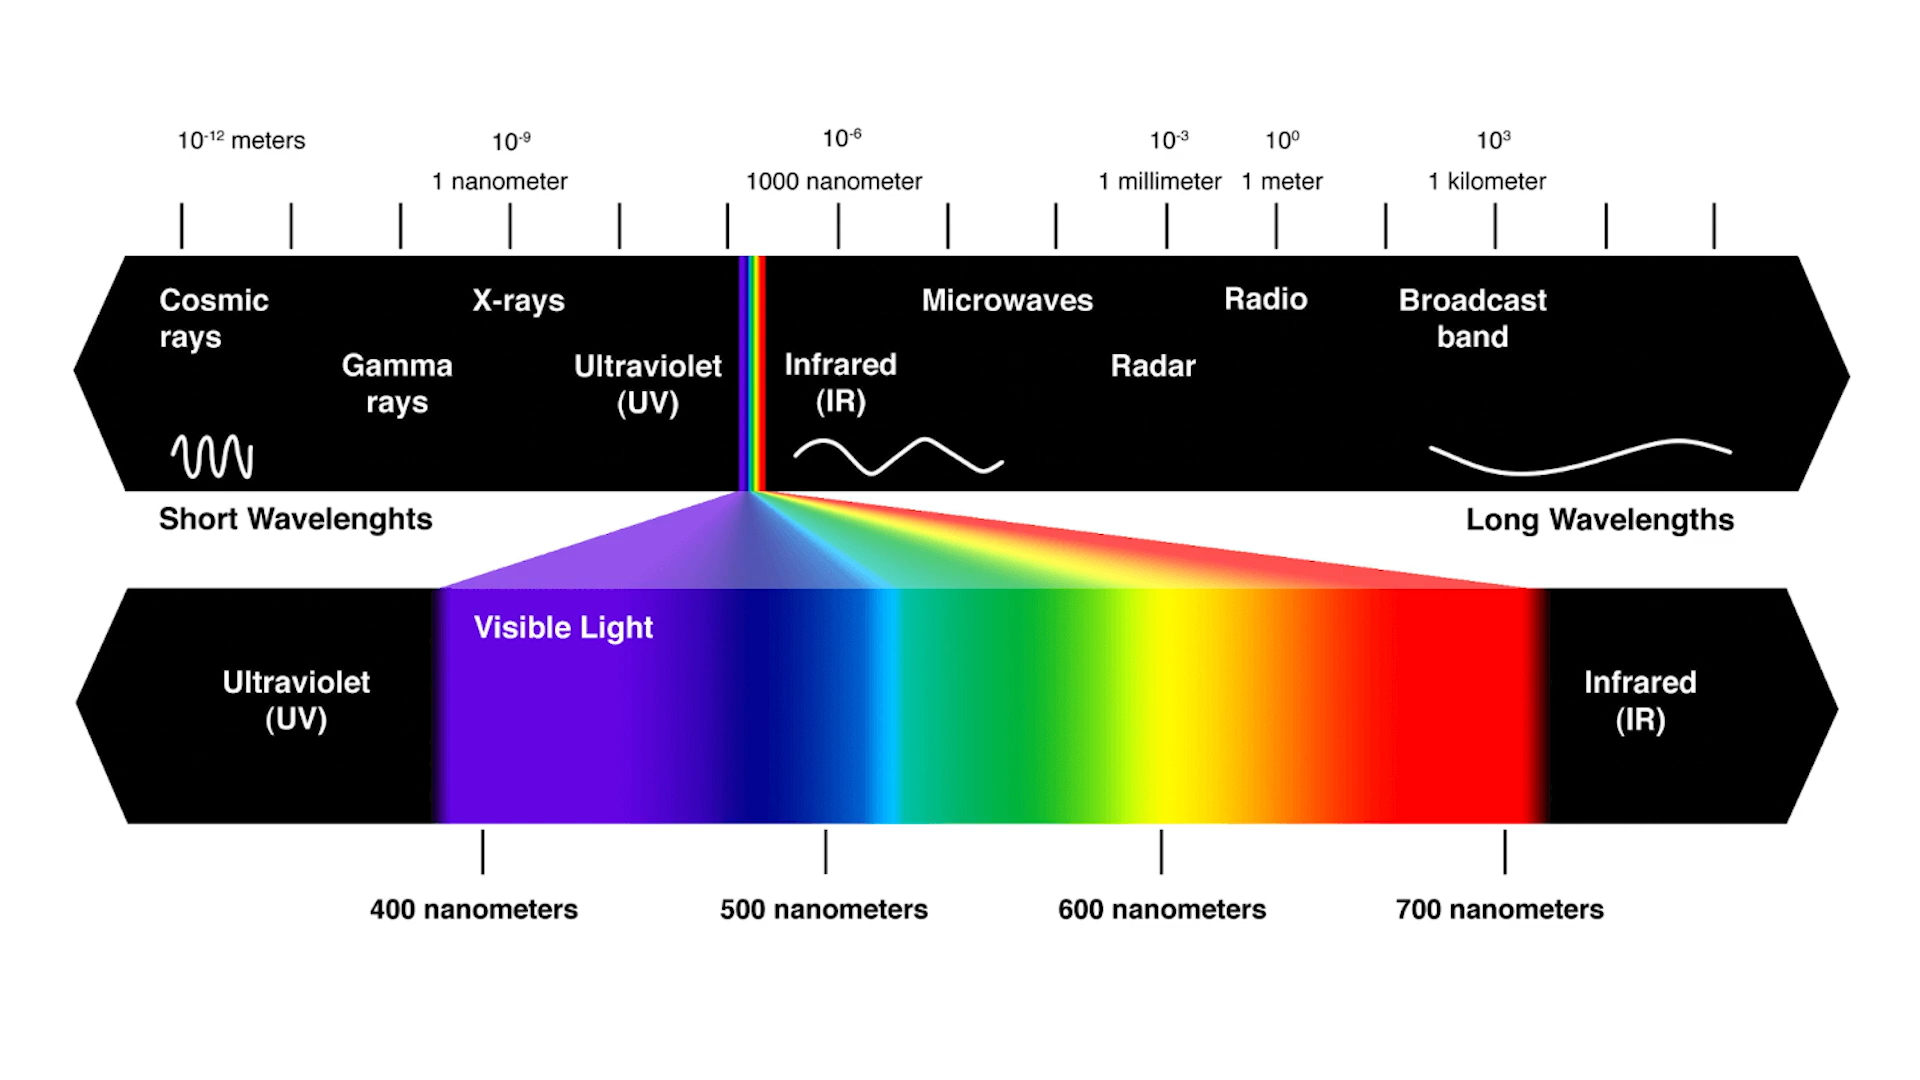 10⁻¹² meters
10⁻⁹
1 nanometer
10⁻⁶
1000 nanometer
10⁻³
1 millimeter
10⁰
1 meter
10³
1 kilometer
Cosmic
rays
Gamma
rays
X-rays
Ultraviolet
(UV)
Infrared
(IR)
Microwaves
Radar
Radio
Broadcast
band
Short Wavelenghts
Long Wavelengths
Visible Light
Ultraviolet
(UV)
Infrared
(IR)
400 nanometers
500 nanometers
600 nanometers
700 nanometers